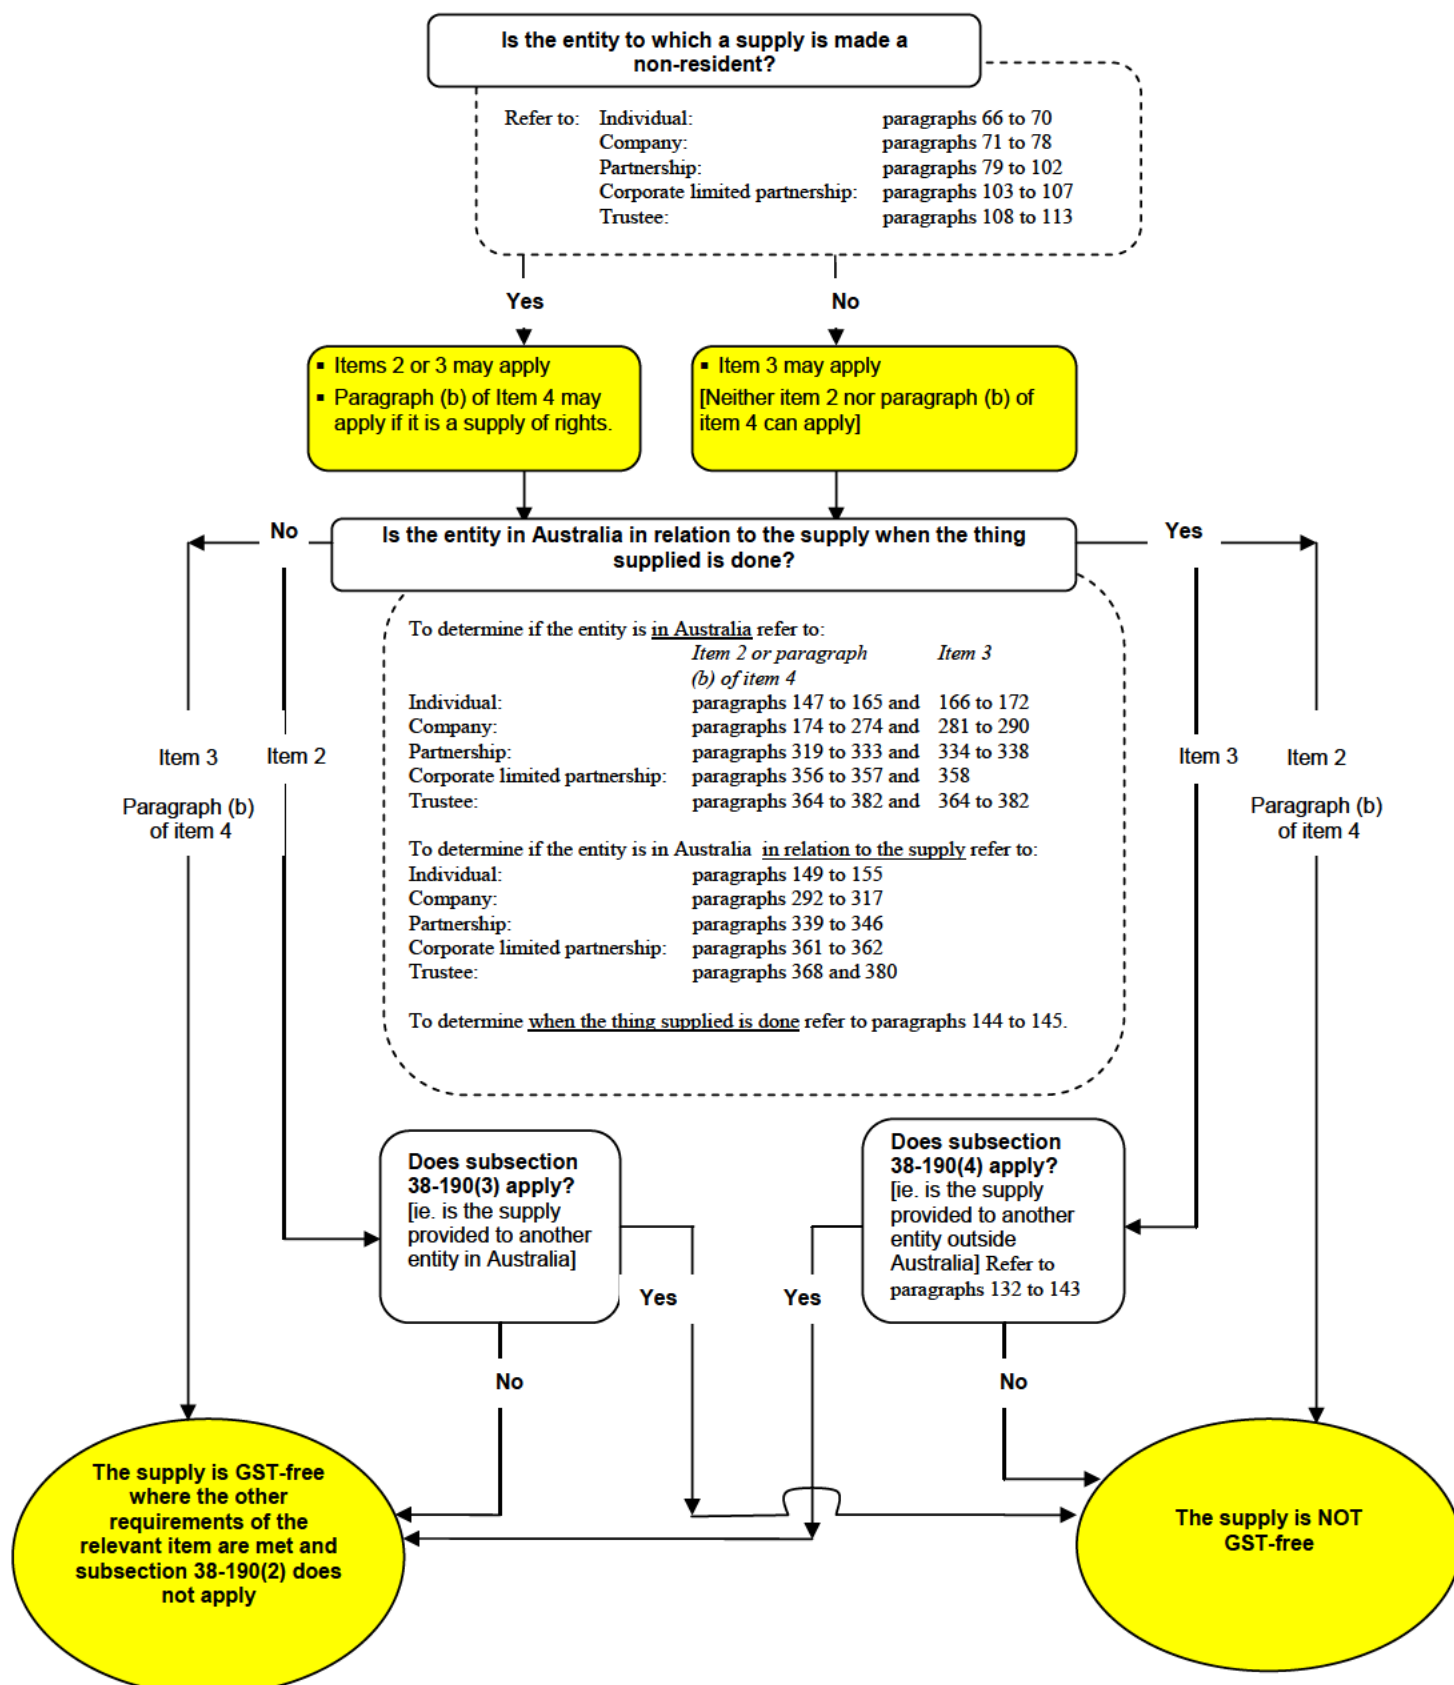 Is the entity to which a supply is made a
non-resident?
Refer to: Individual: paragraphs 66 to 70
Company: paragraphs 71 to 78
Partnership: paragraphs 79 to 102
Corporate limited partnership: paragraphs 103 to 107
Trustee: paragraphs 108 to 113
Yes
No
▪ Items 2 or 3 may apply
▪ Paragraph (b) of Item 4 may
apply if it is a supply of rights.
▪ Item 3 may apply
[Neither item 2 nor paragraph (b) of
item 4 can apply]
No
Is the entity in Australia in relation to the supply when the thing
supplied is done?
Yes
To determine if the entity is in Australia refer to:
Item 2 or paragraph Item 3
(b) of item 4
Individual: paragraphs 147 to 165 and 166 to 172
Company: paragraphs 174 to 274 and 281 to 290
Partnership: paragraphs 319 to 333 and 334 to 338
Corporate limited partnership: paragraphs 356 to 357 and 358
Trustee: paragraphs 364 to 382 and 364 to 382
Item 3
Paragraph (b)
of item 4
Item 2
Item 3
Item 2
Paragraph (b)
of item 4
To determine if the entity is in Australia in relation to the supply refer to:
Individual: paragraphs 149 to 155
Company: paragraphs 292 to 317
Partnership: paragraphs 339 to 346
Corporate limited partnership: paragraphs 361 to 362
Trustee: paragraphs 368 and 380
To determine when the thing supplied is done refer to paragraphs 144 to 145.
Does subsection
38-190(3) apply?
[ie. is the supply
provided to another
entity in Australia]
Does subsection
38-190(4) apply?
[ie. is the supply
provided to another
entity outside
Australia] Refer to
paragraphs 132 to 143
Yes
Yes
No
No
The supply is GST-free
where the other
requirements of the
relevant item are met and
subsection 38-190(2) does
not apply
The supply is NOT
GST-free